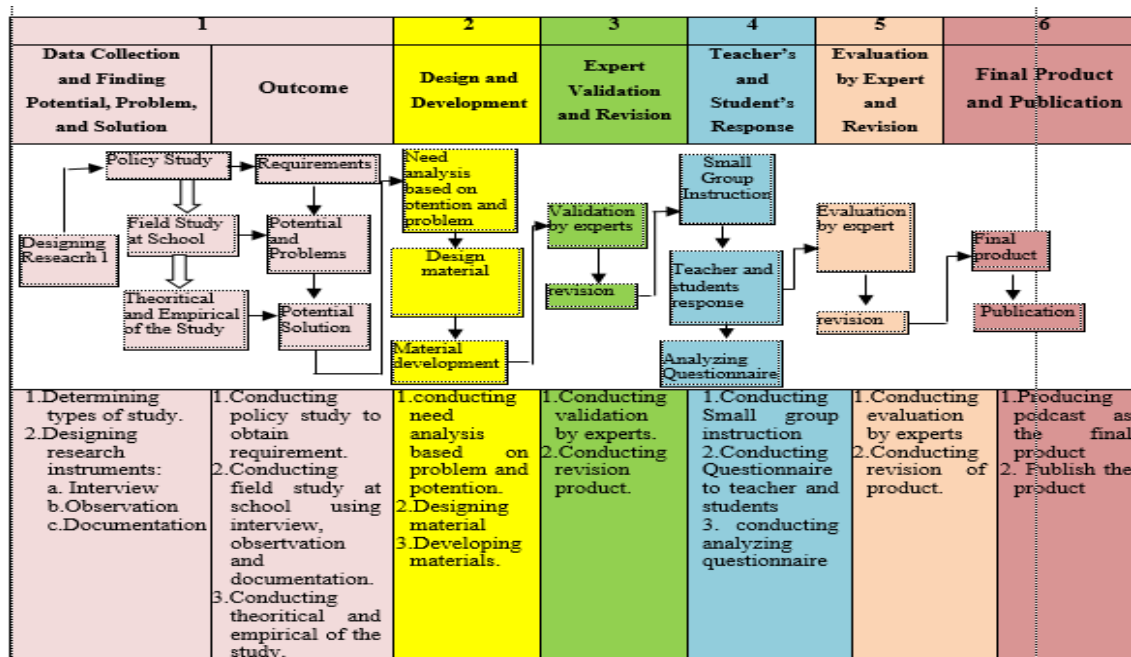 1
2
3
4
5
6
Data Collection
and Finding
Potential, Problem,
and Solution
Outcome
Design and
Development
Expert
Validation
and Revision
Teacher's
and
Student's
Response
Evaluation
by Expert
and
Revision
Final Product
and Publication
Policy Study
Requirements
Field Study
at School
Potential
and
Problems
Designing
Reseacrh l
Theoritical
and Empirical
of the Study
Potential
Solution
Need
analysis
based on
otention and
problem
Design
material
Material
development
Validation
by experts
revision
Small
Group
Instruction
Teacher and
students
response
Analyzing
Questionnaire
Evaluation
by expert
revision
Final
product
Publication
1.Determining
types of study.
2.Designing
research
instruments:
a. Interview
b.Observation
c.Documentation
1.Conducting
policy study to
obtain
requirement.
2.Conducting
field study at
school using
interview,
obsertvation
and
documentation.
3.Conducting
theoritical and
empirical of the
study.
1.conducting
need
analysis
based on
problem and
potention.
2.Designing
material
3.Developing
materials.
1.Conducting
validation
by experts.
2.Conducting
revision
product.
1.Conducting
Small group
instruction
2.Conducting
Questionnaire
to teacher and
students
3. conducting
analyzing
questionnaire
1.Conducting
evaluation
by experts
2.Conducting
revision of
product.
1.Producing
podcast as
the final
product
2. Publish the
product